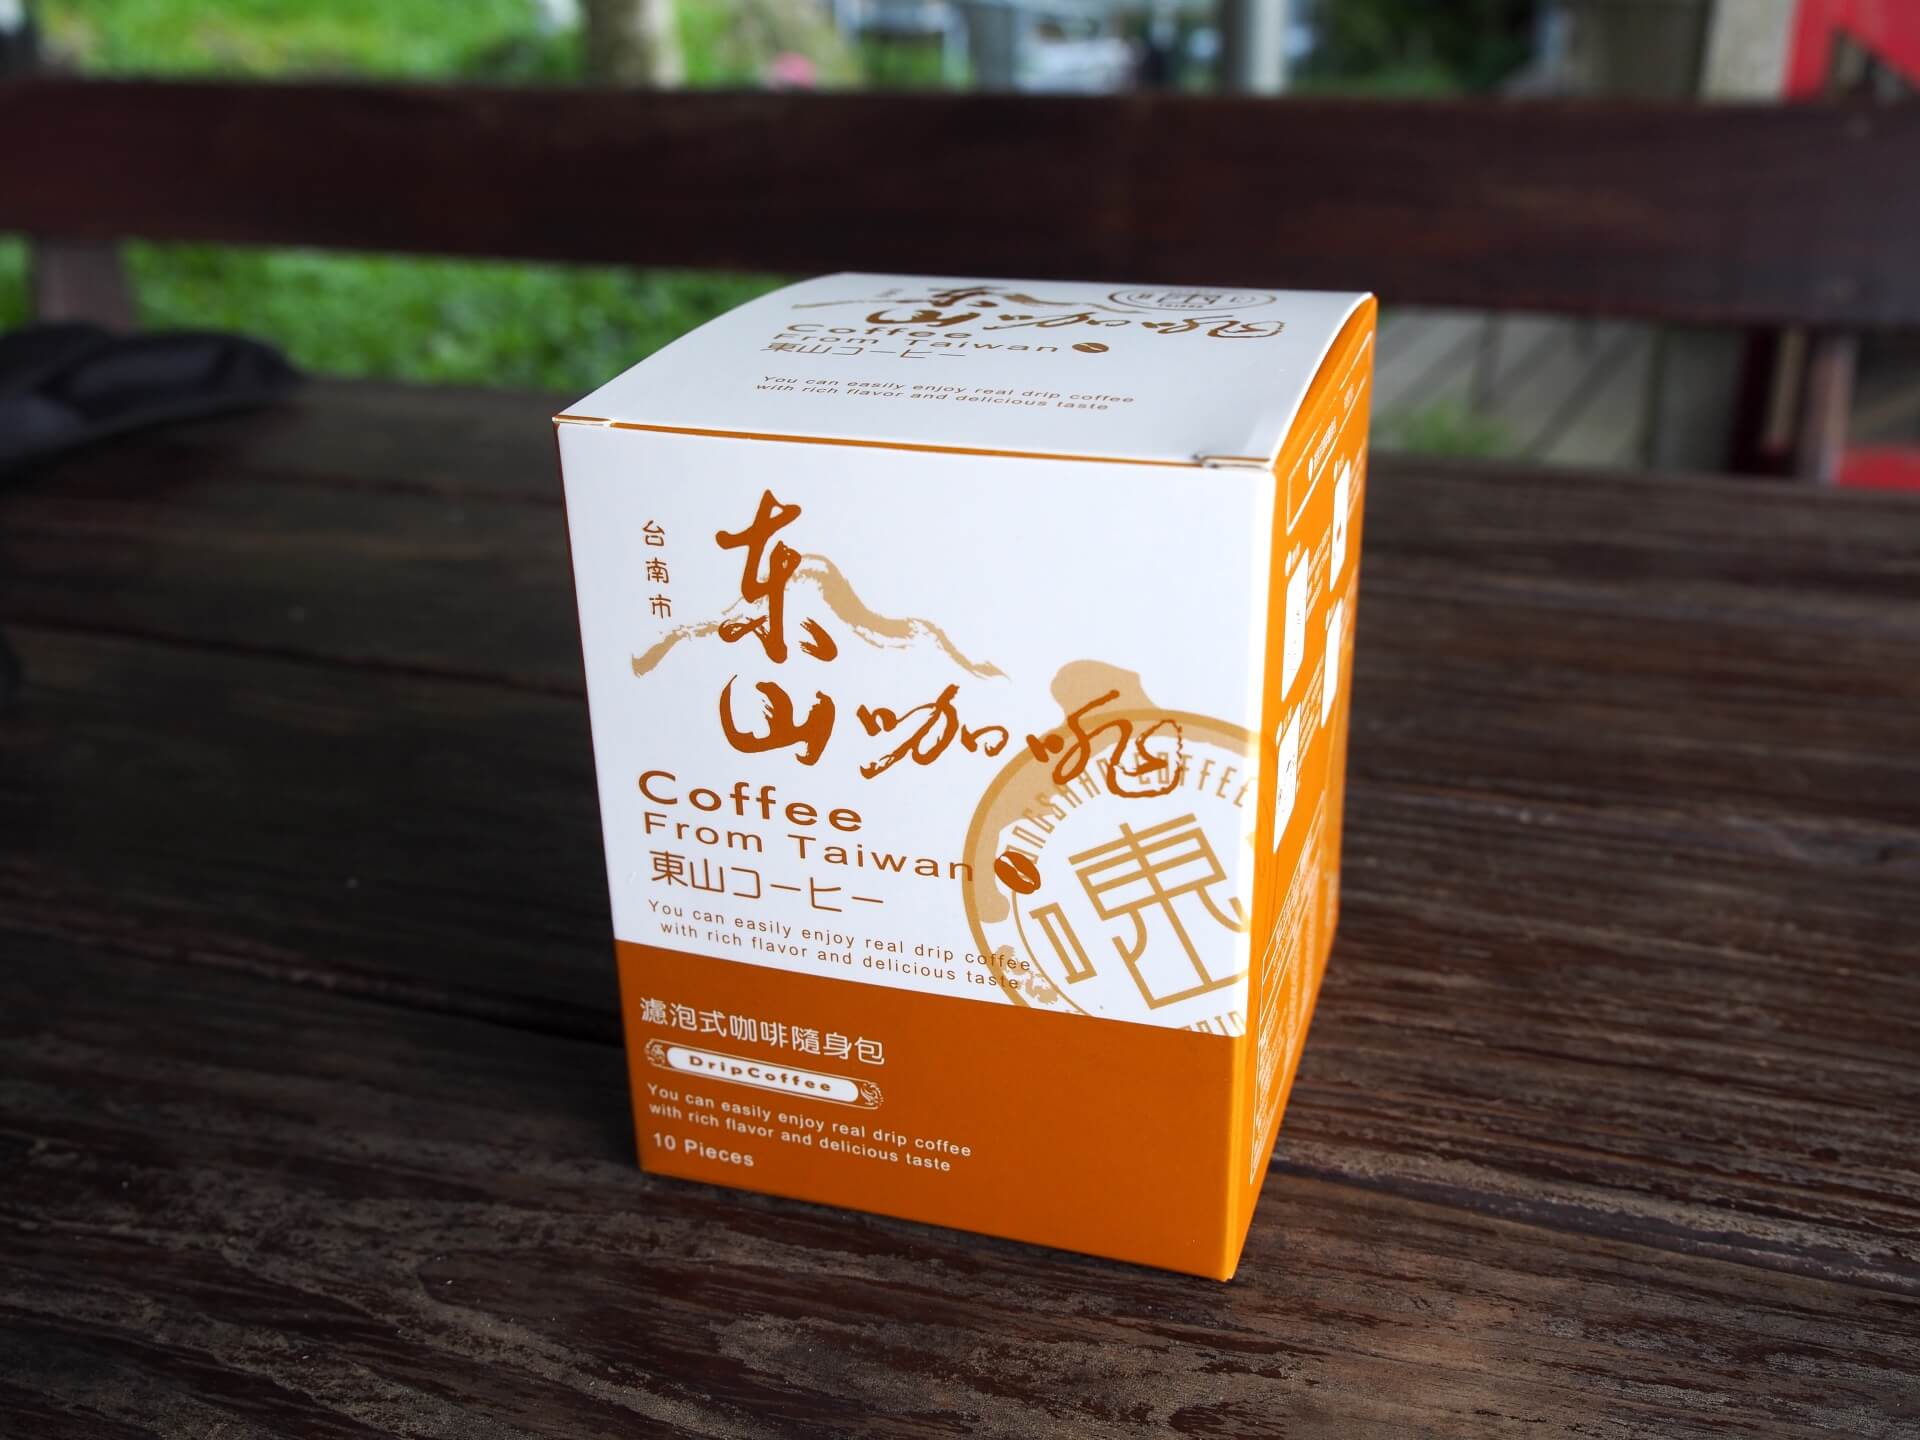 东
山咖啡
Coffee
From Taiwan
東山コーヒー
You can easily enjoy real drip coffee
with rich flavor and delicious taste
台南市
东
山咖啡
Coffee
From Taiwan
東山コーヒー
You can easily enjoy real drip coffee
with rich flavor and delicious taste
COFFEE
東
濾泡式咖啡隨身包
DripCoffee
You can easily enjoy real drip coffee
with rich flavor and delicious taste
10 Pieces